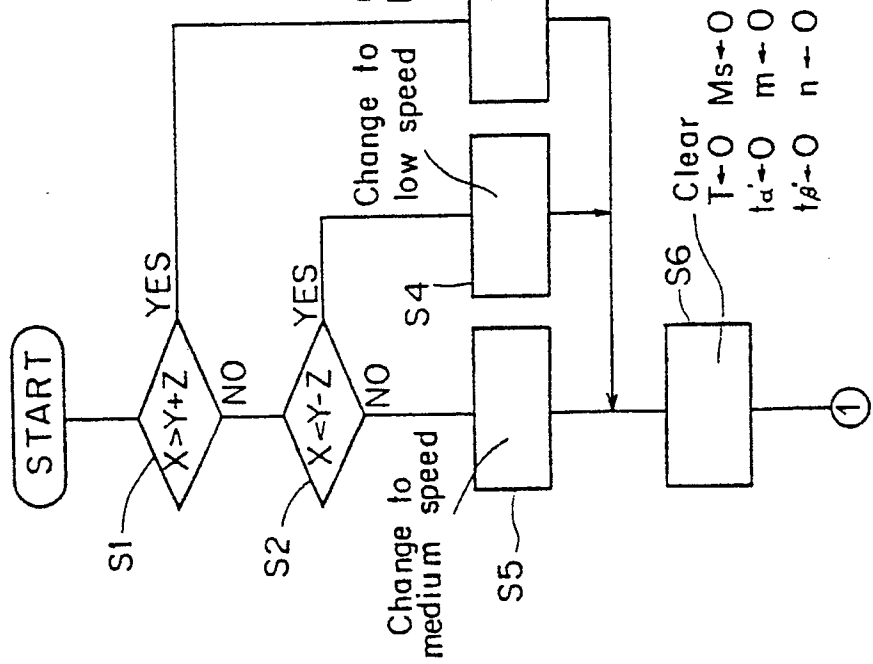 START
S1
X>Y+Z
YES
NO
S2
X<Y-Z
YES
NO
Change to
low speed
Change to
medium speed
S4
S5
S6
Clear
T←0 Ms←0
tα'←0 m←0
tβ'←0 n←0
1